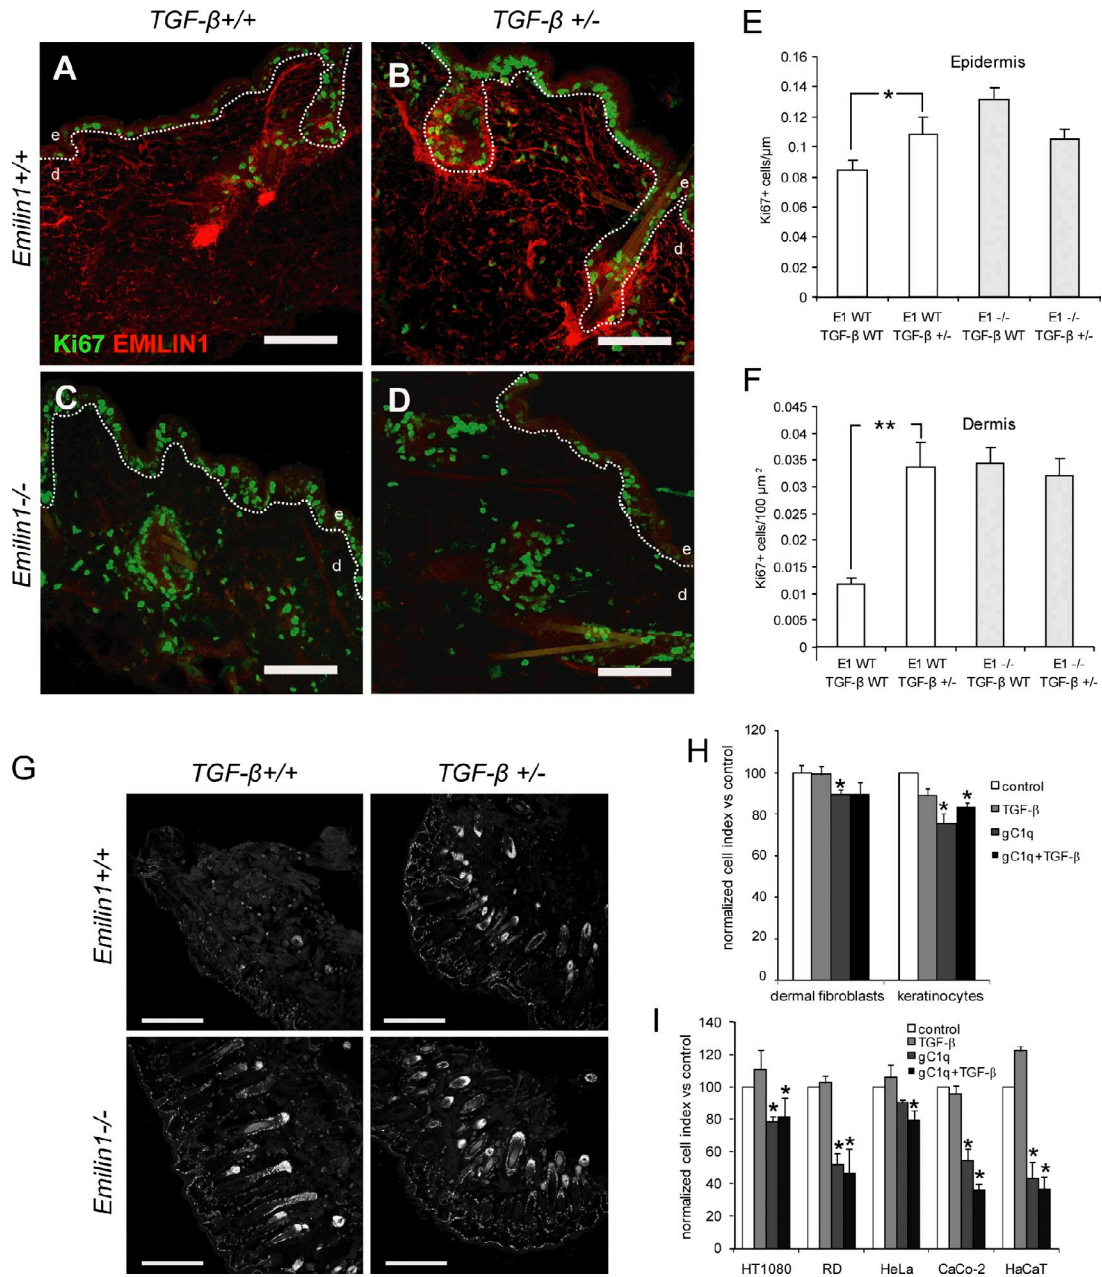 TGF-β+/+
TGF-β +/-
Emilin1+/+
Emilin1-/-
A
e
d
Ki67 EMILIN1
B
e
d
C
e
d
D
e
d
E
Epidermis
Ki67+ cells/µm
0.16
0.14
0.12
0.1
0.08
0.06
0.04
0.02
0
*
E1 WT
TGF-β WT
E1 WT
TGF-β +/-
E1 -/-
TGF-β WT
E1 -/-
TGF-β +/-
F
Dermis
Ki67+ cells/100 µm²
0.045
0.04
0.035
0.03
0.025
0.02
0.015
0.01
0.005
0
**
E1 WT
TGF-β WT
E1 WT
TGF-β +/-
E1 -/-
TGF-β WT
E1 -/-
TGF-β +/-
G
TGF-β+/+
TGF-β +/-
Emilin1+/+
Emilin1-/-
H
normalized cell index vs control
120
100
80
60
40
20
0
*
*
*
control
TGF-β
gC1q
gC1q+TGF-β
dermal fibroblasts
keratinocytes
I
normalized cell index vs control
140
120
100
80
60
40
20
0
control
TGF-β
gC1q
gC1q+TGF-β
* *
* *
*
* *
* *
HT1080
RD
HeLa
CaCo-2
HaCaT